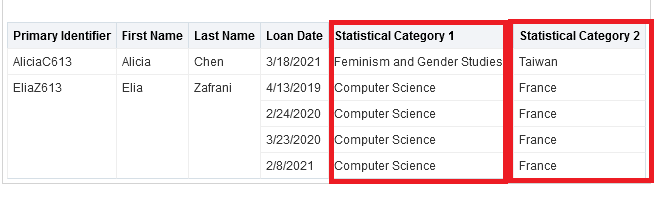 Primary Identifier First Name Last Name Loan Date Statistical Category 1 Statistical Category 2
AliciaC613 Alicia Chen 3/18/2021 Feminism and Gender Studies Taiwan
EliaZ613 Elia Zafrani 4/13/2019 Computer Science France
2/24/2020 Computer Science France
3/23/2020 Computer Science France
2/8/2021 Computer Science France